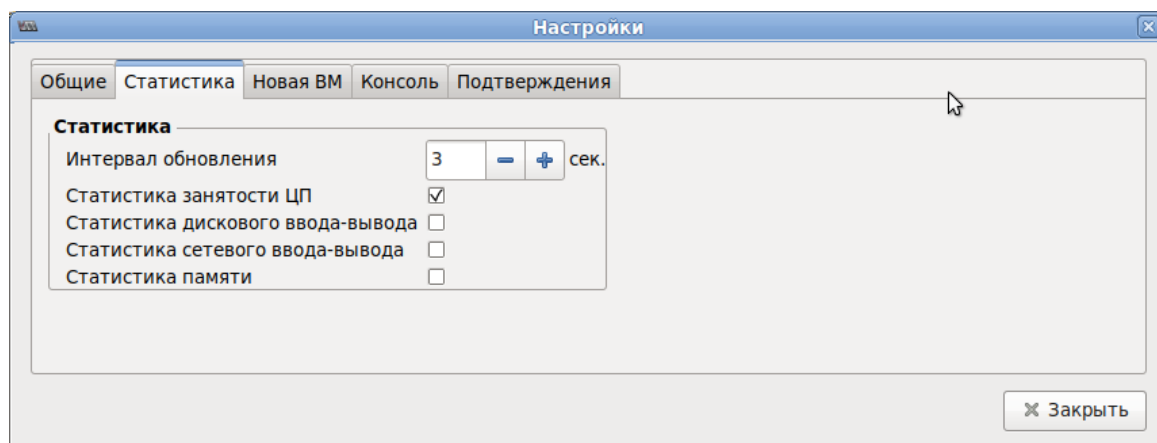 Настройки
Общие Статистика Новая ВМ Консоль Подтверждения
Статистика
Интервал обновления 3 сек.
Статистика занятости ЦП
Статистика дискового ввода-вывода
Статистика сетевого ввода-вывода
Статистика памяти
Закрыть